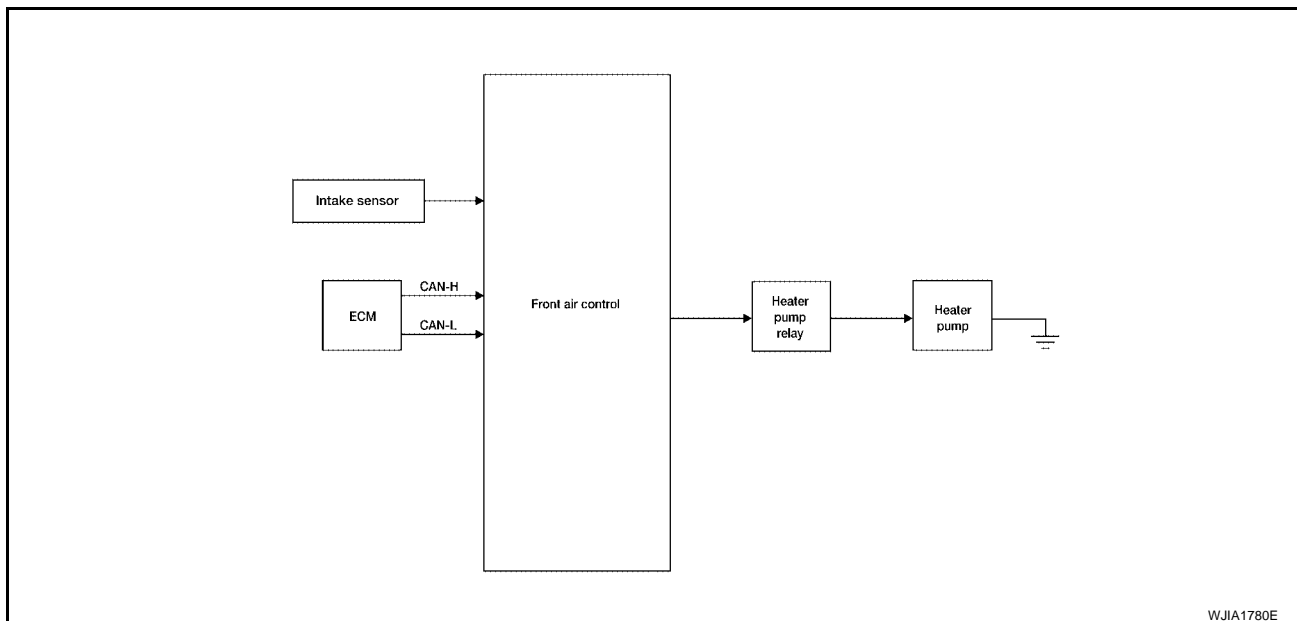 Intake sensor
CAN-H
ECM
CAN-L
Front air control
Heater
pump
relay
Heater
pump
WJIA1780E